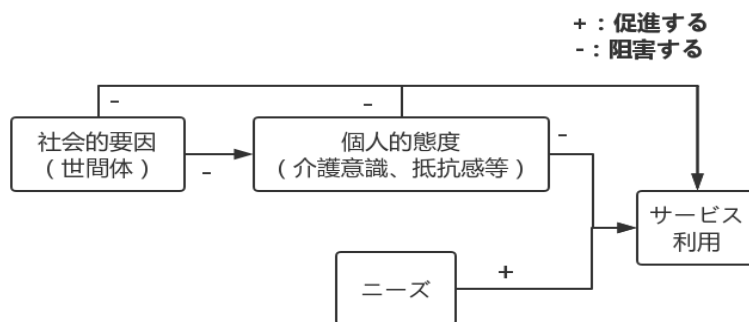 +：促進する
-：阻害する
-
-
社会的要因
（世間体）
-
個人的態度
（介護意識、抵抗感等）
-
サービス
利用
ニーズ
+